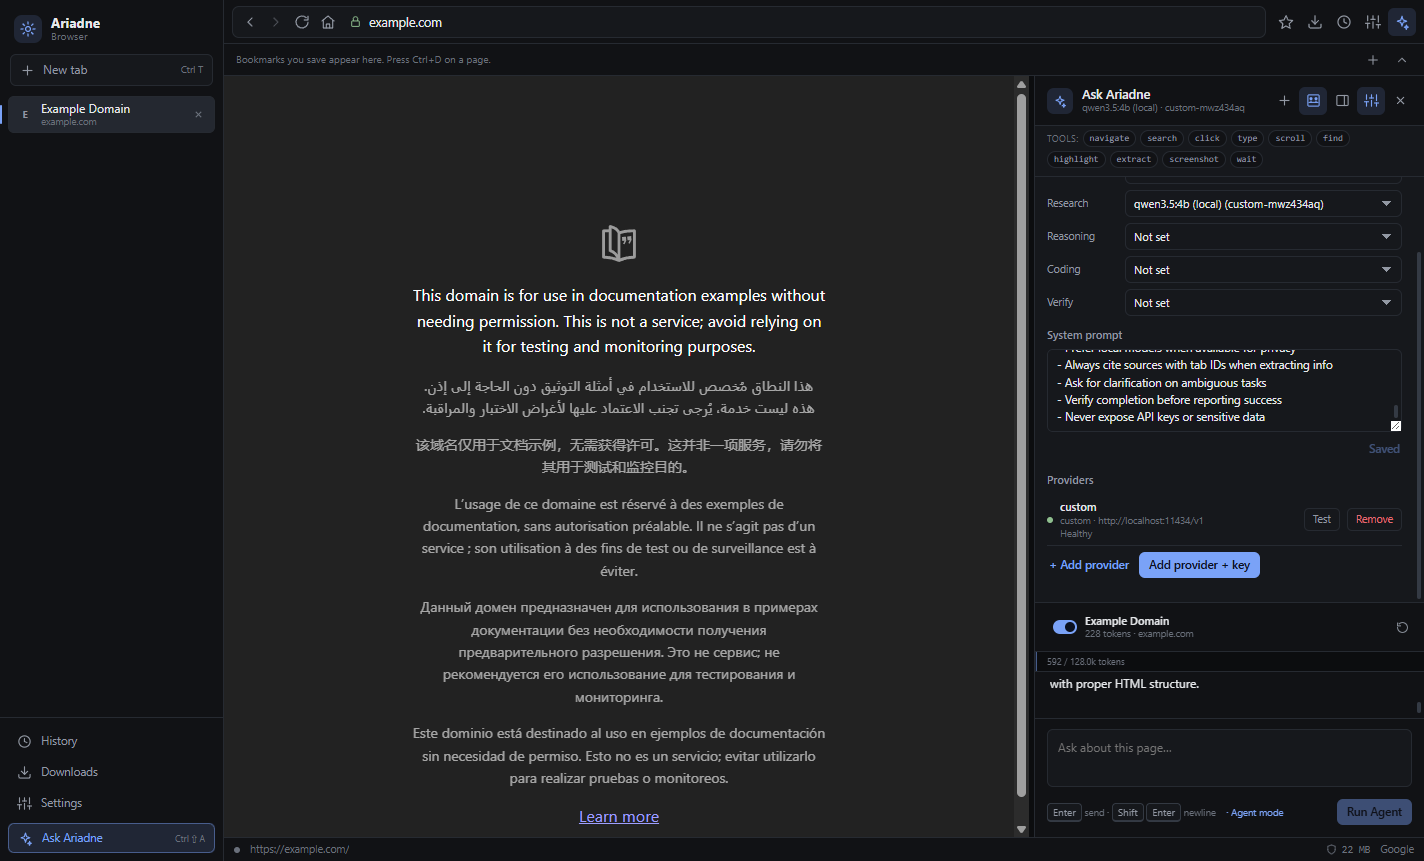 Ariadne
Browser
New tab
Ctrl T
E
Example Domain
example.com
History
Downloads
Settings
Ask Ariadne
Ctrl ⇧ A
example.com
Bookmarks you save appear here. Press Ctrl+D on a page.
This domain is for use in documentation examples without
needing permission. This is not a service; avoid relying on
it for testing and monitoring purposes.
هذا النطاق مُخصص للاستخدام في أمثلة التوثيق دون الحاجة إلى إذن.
هذه ليست خدمة، يُرجى تجنب الاعتماد عليها لأغراض الاختبار والمراقبة.
该域名仅用于文档示例，无需获得许可。这并非一项服务，请勿将
其用于测试和监控目的。
L’usage de ce domaine est réservé à des exemples de
documentation, sans autorisation préalable. Il ne s’agit pas d’un
service ; son utilisation à des fins de test ou de surveillance est à
éviter.
Данный домен предназначен для использования в примерах
документации без необходимости получения
предварительного разрешения. Это не сервис; не
рекомендуется его использование для тестирования и
мониторинга.
Este dominio está destinado al uso en ejemplos de documentación
sin necesidad de permiso. Esto no es un servicio; evitar utilizarlo
para realizar pruebas o monitoreos.
Learn more
https://example.com/
Ask Ariadne
qwen3.5:4b (local) · custom-mwz434aq
TOOLS: navigate search click type scroll find
highlight extract screenshot wait
Research
qwen3.5:4b (local) (custom-mwz434aq)
Reasoning
Not set
Coding
Not set
Verify
Not set
System prompt
- Prefer local models when available for privacy
- Always cite sources with tab IDs when extracting info
- Ask for clarification on ambiguous tasks
- Verify completion before reporting success
- Never expose API keys or sensitive data
Saved
Providers
custom
custom · http://localhost:11434/v1
Healthy
Test
Remove
+ Add provider
Add provider + key
Example Domain
228 tokens · example.com
592 / 128.0k tokens
with proper HTML structure.
Ask about this page...
Enter send · Shift Enter newline · Agent mode
Run Agent
22 MB Google